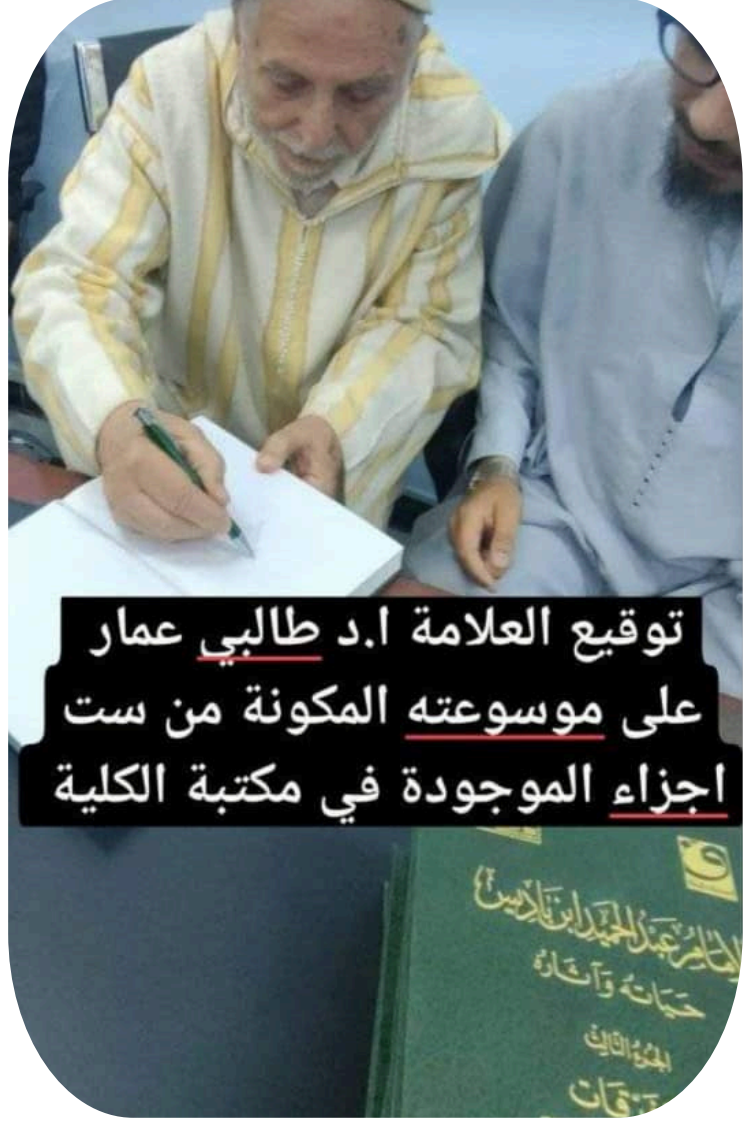 توقيع العلامة ا.د طالبي عمار
على موسوعته المكونة من ست
اجزاء الموجودة في مكتبة الكلية
الإمام عبد الحميد ابن باديس
حياته وآثاره
الجزء الثالث